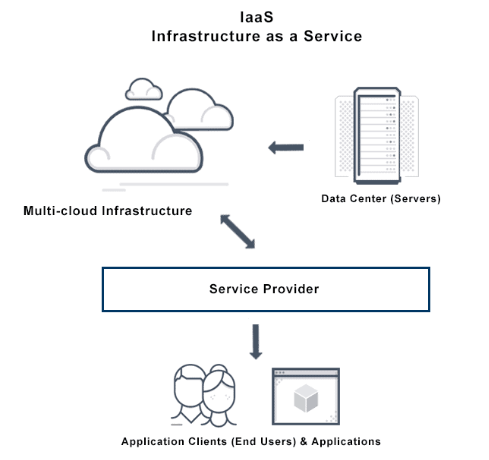 IaaS
Infrastructure as a Service
Multi-cloud Infrastructure
Data Center (Servers)
Service Provider
Application Clients (End Users) & Applications